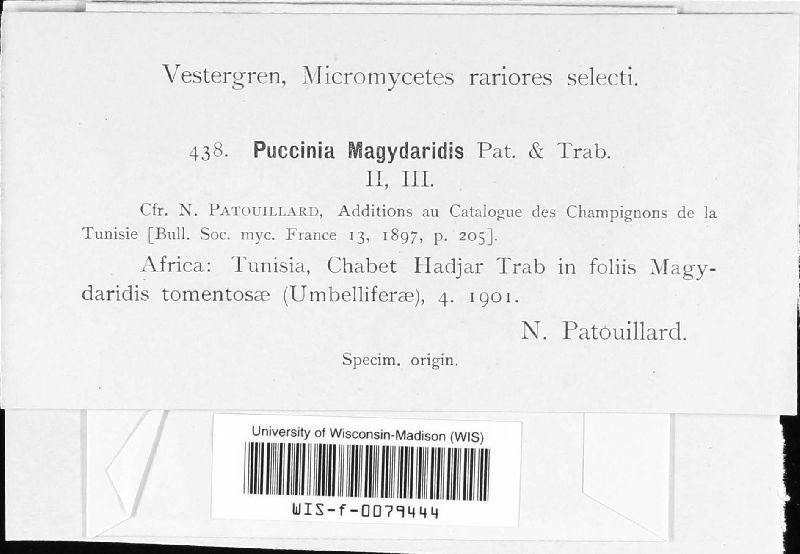 Vestergren, Micromycetes rariores selecti.
438. Puccinia Magydaridis Pat. & Trab.
II, III.
Cfr. N. PATOUILLARD, Additions au Catalogue des Champignons de la
Tunisie [Bull. Soc. myc. France 13, 1897, p. 205].
Africa: Tunisia, Chabet Hadjar Trab in foliis Magy-
daridis tomentosæ (Umbelliferæ), 4. 1901.
N. Patouillard.
Specim. origin.
University of Wisconsin-Madison (WIS)
WIS-f-0079444